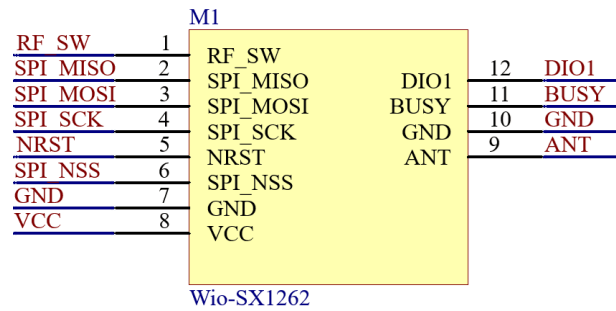 M1
RF_SW 1 RF_SW
SPI_MISO 2 SPI_MISO DIO1 12 DIO1
SPI_MOSI 3 SPI_MOSI BUSY 11 BUSY
SPI_SCK 4 SPI_SCK GND 10 GND
NRST 5 NRST ANT 9 ANT
SPI_NSS 6 SPI_NSS
GND 7 GND
VCC 8 VCC
Wio-SX1262